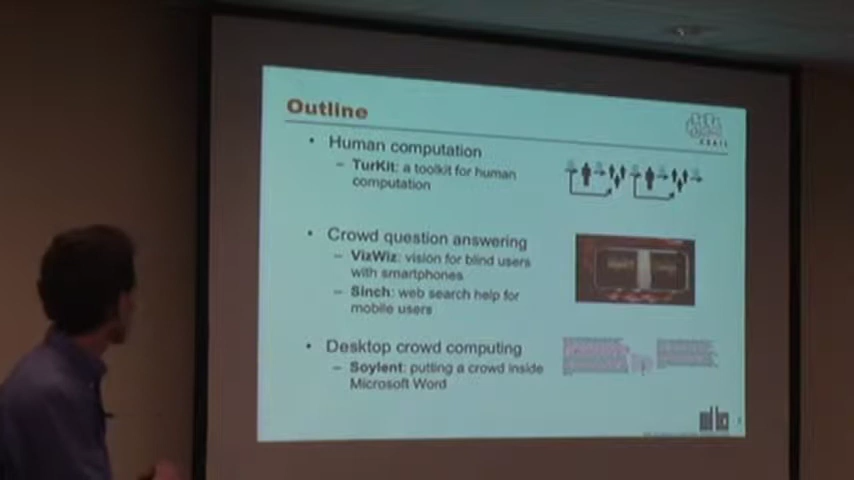 Outline
• Human computation
– TurKit: a toolkit for human
computation
• Crowd question answering
– VizWiz: vision for blind users
with smartphones
– Sinch: web search help for
mobile users
• Desktop crowd computing
– Soylent: putting a crowd inside
Microsoft Word
CSAIL